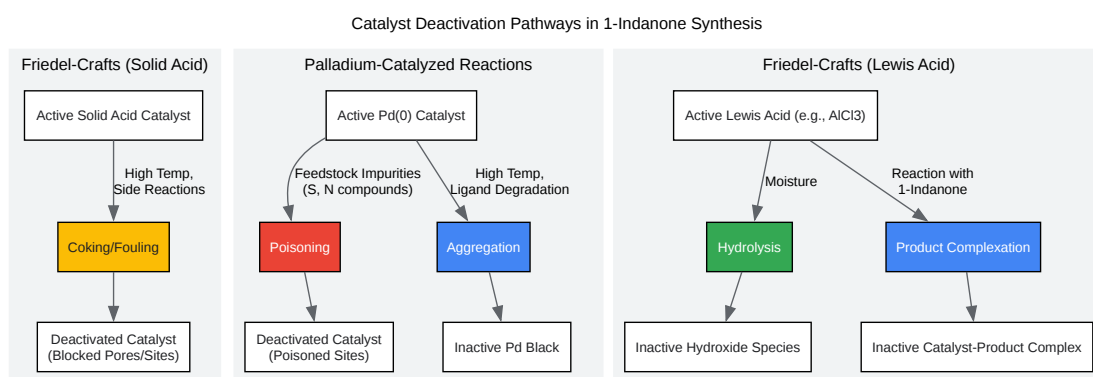 Catalyst Deactivation Pathways in 1-Indanone Synthesis
Friedel-Crafts (Solid Acid)
Active Solid Acid Catalyst
High Temp,
Side Reactions
Coking/Fouling
Deactivated Catalyst
(Blocked Pores/Sites)
Palladium-Catalyzed Reactions
Active Pd(0) Catalyst
Feedstock Impurities
(S, N compounds)
High Temp,
Ligand Degradation
Poisoning
Aggregation
Deactivated Catalyst
(Poisoned Sites)
Inactive Pd Black
Friedel-Crafts (Lewis Acid)
Active Lewis Acid (e.g., AlCl3)
Moisture
Reaction with
1-Indanone
Hydrolysis
Product Complexation
Inactive Hydroxide Species
Inactive Catalyst-Product Complex